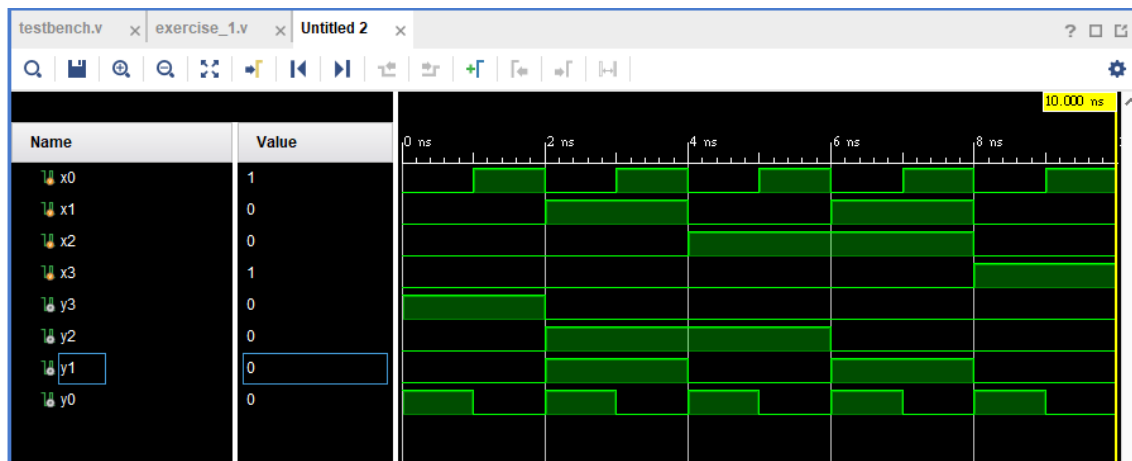 testbench.v × exercise_1.v × Untitled 2 ×
?
10.000 ns
Name Value
0 ns 2 ns 4 ns 6 ns 8 ns
x0 1
x1 0
x2 0
x3 1
y3 0
y2 0
y1 0
y0 0